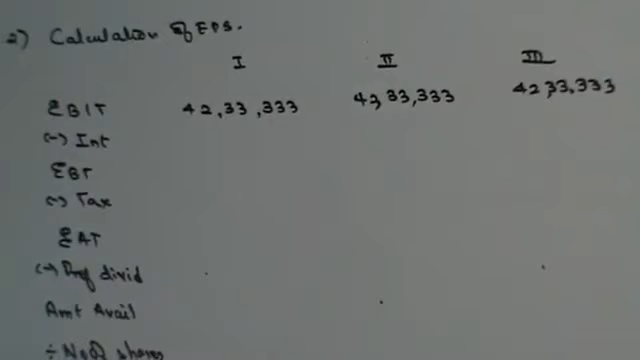 2) Calculation of EPS.
I II III
EBIT 42,33,333 42,33,333 42,33,333
(-) Int
EBT
(-) Tax
EAT
(-) Pref divid
Amt Avail
÷ No of shares